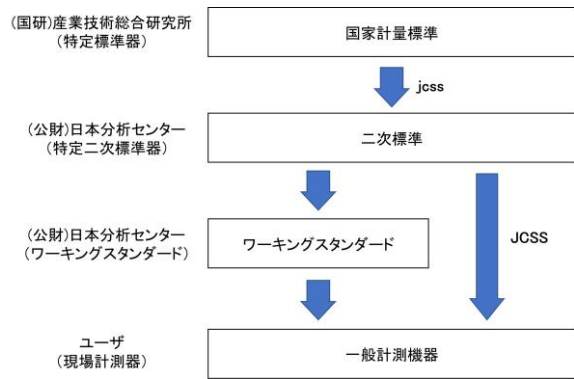 (国研)産業技術総合研究所
(特定標準器)
国家計量標準
jcss
(公財)日本分析センター
(特定二次標準器)
二次標準
(公財)日本分析センター
(ワーキングスタンダード)
ワーキングスタンダード
JCSS
ユーザ
(現場計測器)
一般計測機器